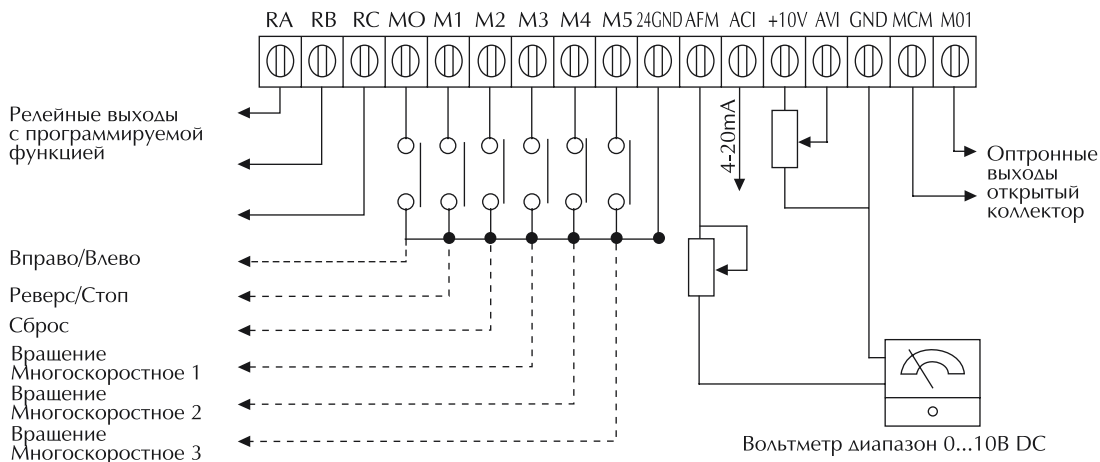 RA RB RC MO M1 M2 M3 M4 M5 24GND AFM ACI +10V AVI GND MCM M01
Релейные выходы
с программируемой
функцией
4-20mA
Оптронные
выходы
открытый
коллектор
Вправо/Влево
Реверс/Стоп
Сброс
Вращение
Многоскоростное 1
Вращение
Многоскоростное 2
Вращение
Многоскоростное 3
Вольтметр диапазон 0...10В DC